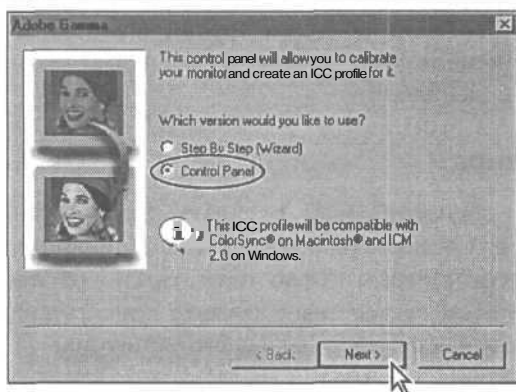 Adobe Gamma
This control panel will allow you to calibrate
your monitor and create an ICC profile for it.
Which version would you like to use?
Step By Step (Wizard)
Control Panel
This ICC profile will be compatible with
ColorSync® on Macintosh® and ICM
2.0 on Windows.
< Back
Next >
Cancel